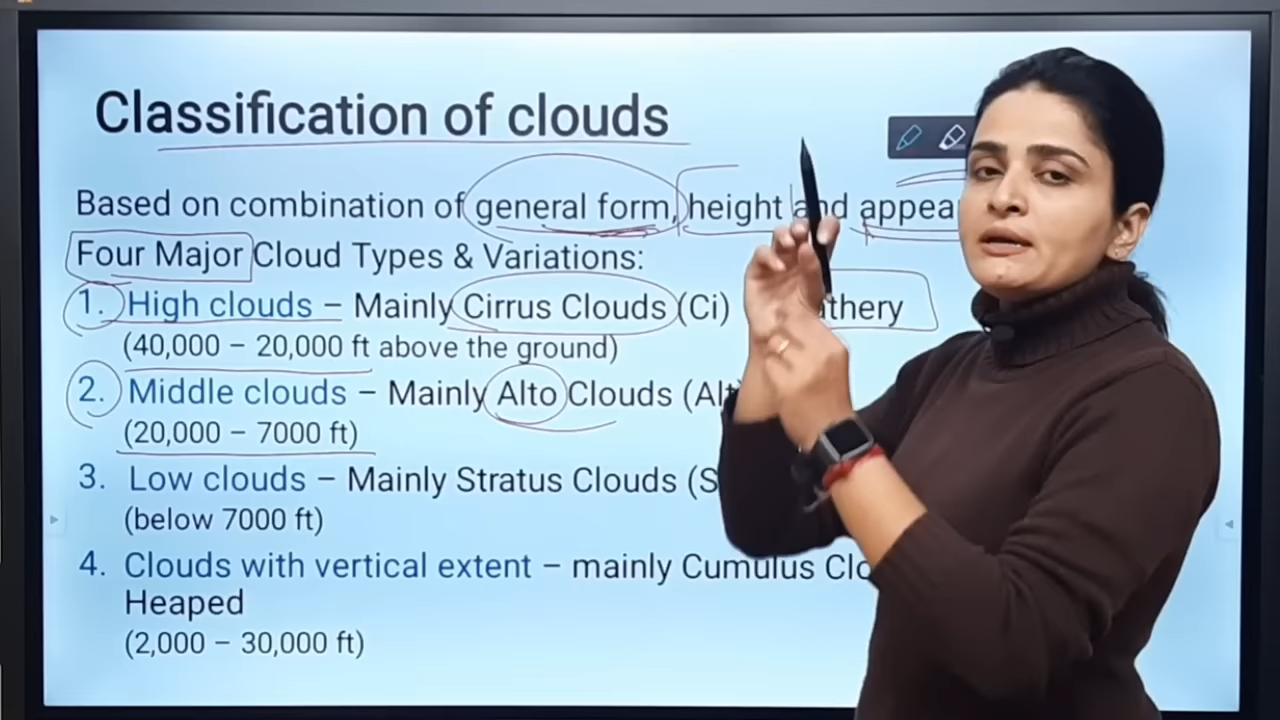 Classification of clouds
Based on combination of general form, height and
Four Major Cloud Types & Variations:
1. High clouds – Mainly Cirrus Clouds (Ci)
(40,000 – 20,000 ft above the ground)
2. Middle clouds – Mainly Alto Clouds
(20,000 – 7000 ft)
3. Low clouds – Mainly Stratus Clouds
(below 7000 ft)
4. Clouds with vertical extent – mainly Cumulus
Heaped
(2,000 – 30,000 ft)